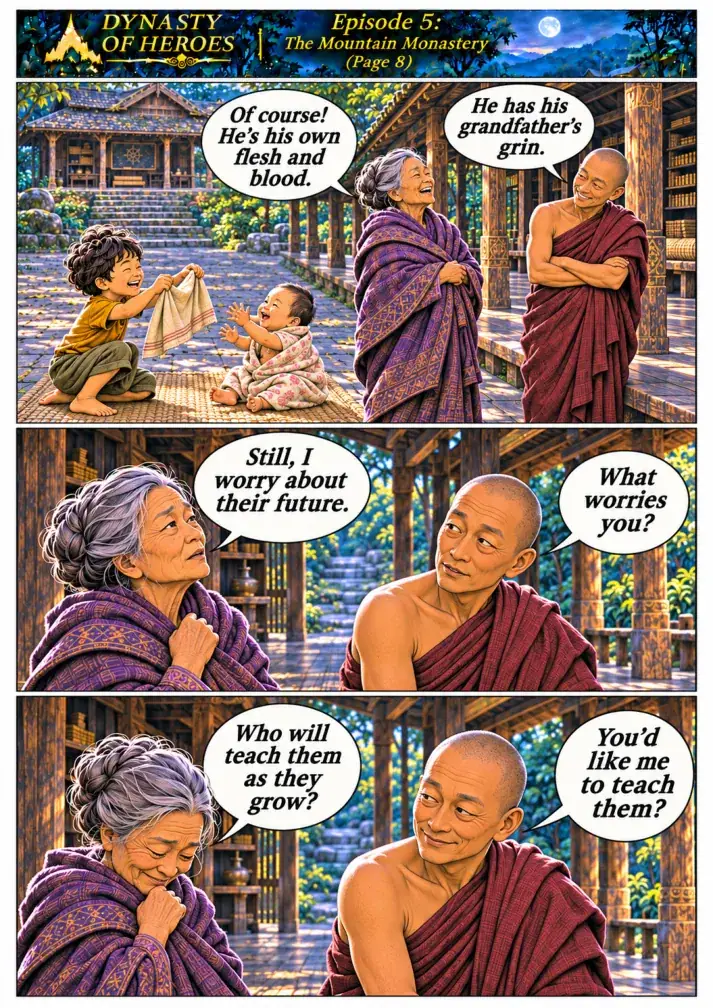 DYNASTY
OF HEROES
Episode 5:
The Mountain Monastery
(Page 8)
Of course!
He's his own
flesh and
blood.
He has his
grandfather's
grin.
Still, I
worry about
their future.
What
worries
you?
Who will
teach them
as they
grow?
You'd
like me
to teach
them?